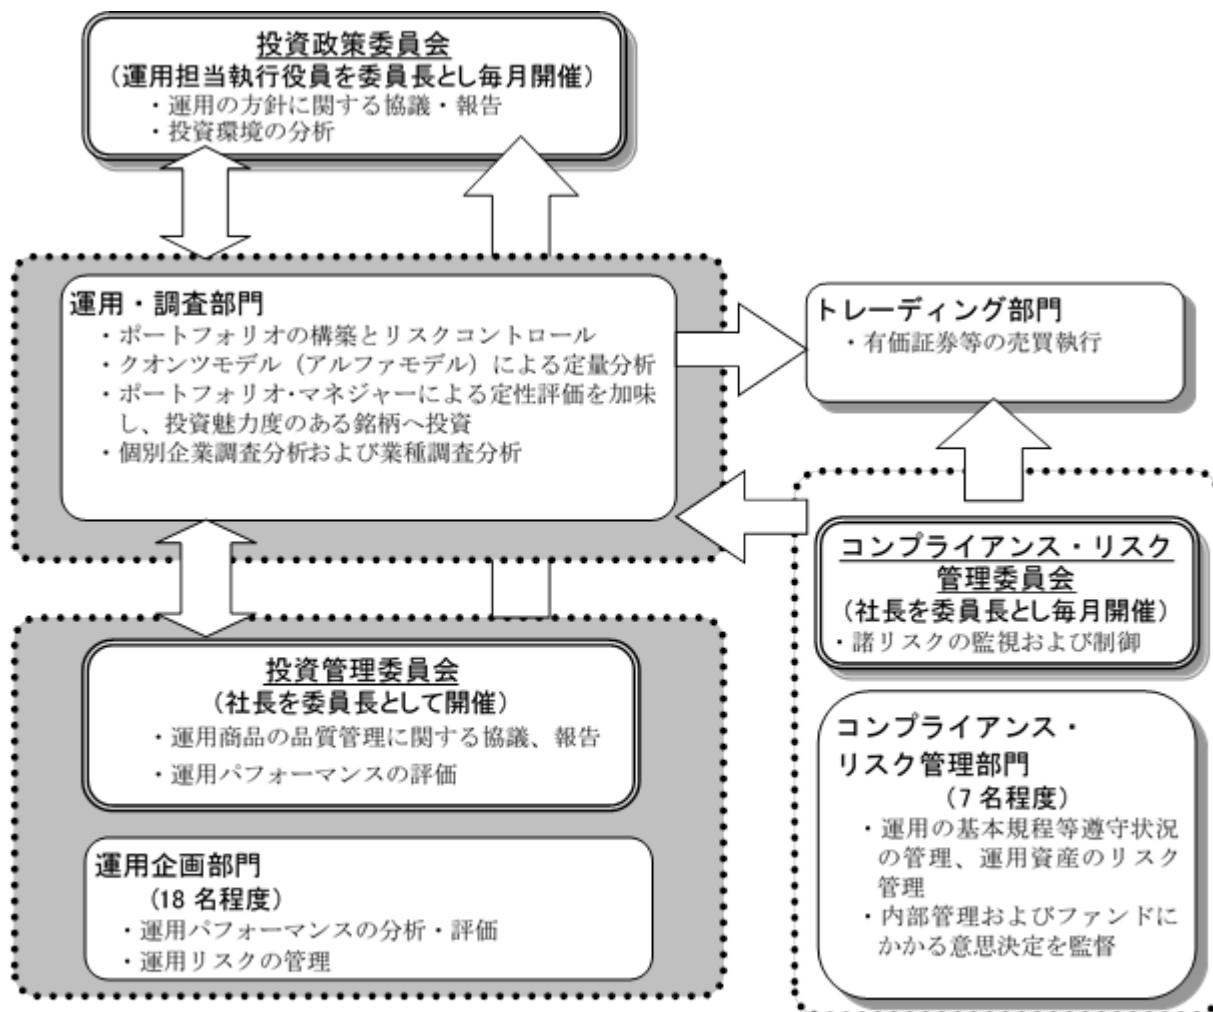 投資政策委員会
(運用担当執行役員を委員長とし毎月開催)
・運用の方針に関する協議・報告
・投資環境の分析
運用・調査部門
・ポートフォリオの構築とリスクコントロール
・クオンツモデル（アルファモデル）による定量分析
・ポートフォリオ・マネジャーによる定性評価を加味
し、投資魅力度のある銘柄へ投資
・個別企業調査分析および業種調査分析
トレーディング部門
・有価証券等の売買執行
投資管理委員会
(社長を委員長として開催)
・運用商品の品質管理に関する協議、報告
・運用パフォーマンスの評価
運用企画部門
(18 名程度)
・運用パフォーマンスの分析・評価
・運用リスクの管理
コンプライアンス・リスク
管理委員会
(社長を委員長とし毎月開催)
・諸リスクの監視および制御
コンプライアンス・
リスク管理部門
(7 名程度)
・運用の基本規程等遵守状況
の管理、運用資産のリスク
管理
・内部管理およびファンドに
かかる意思決定を監督